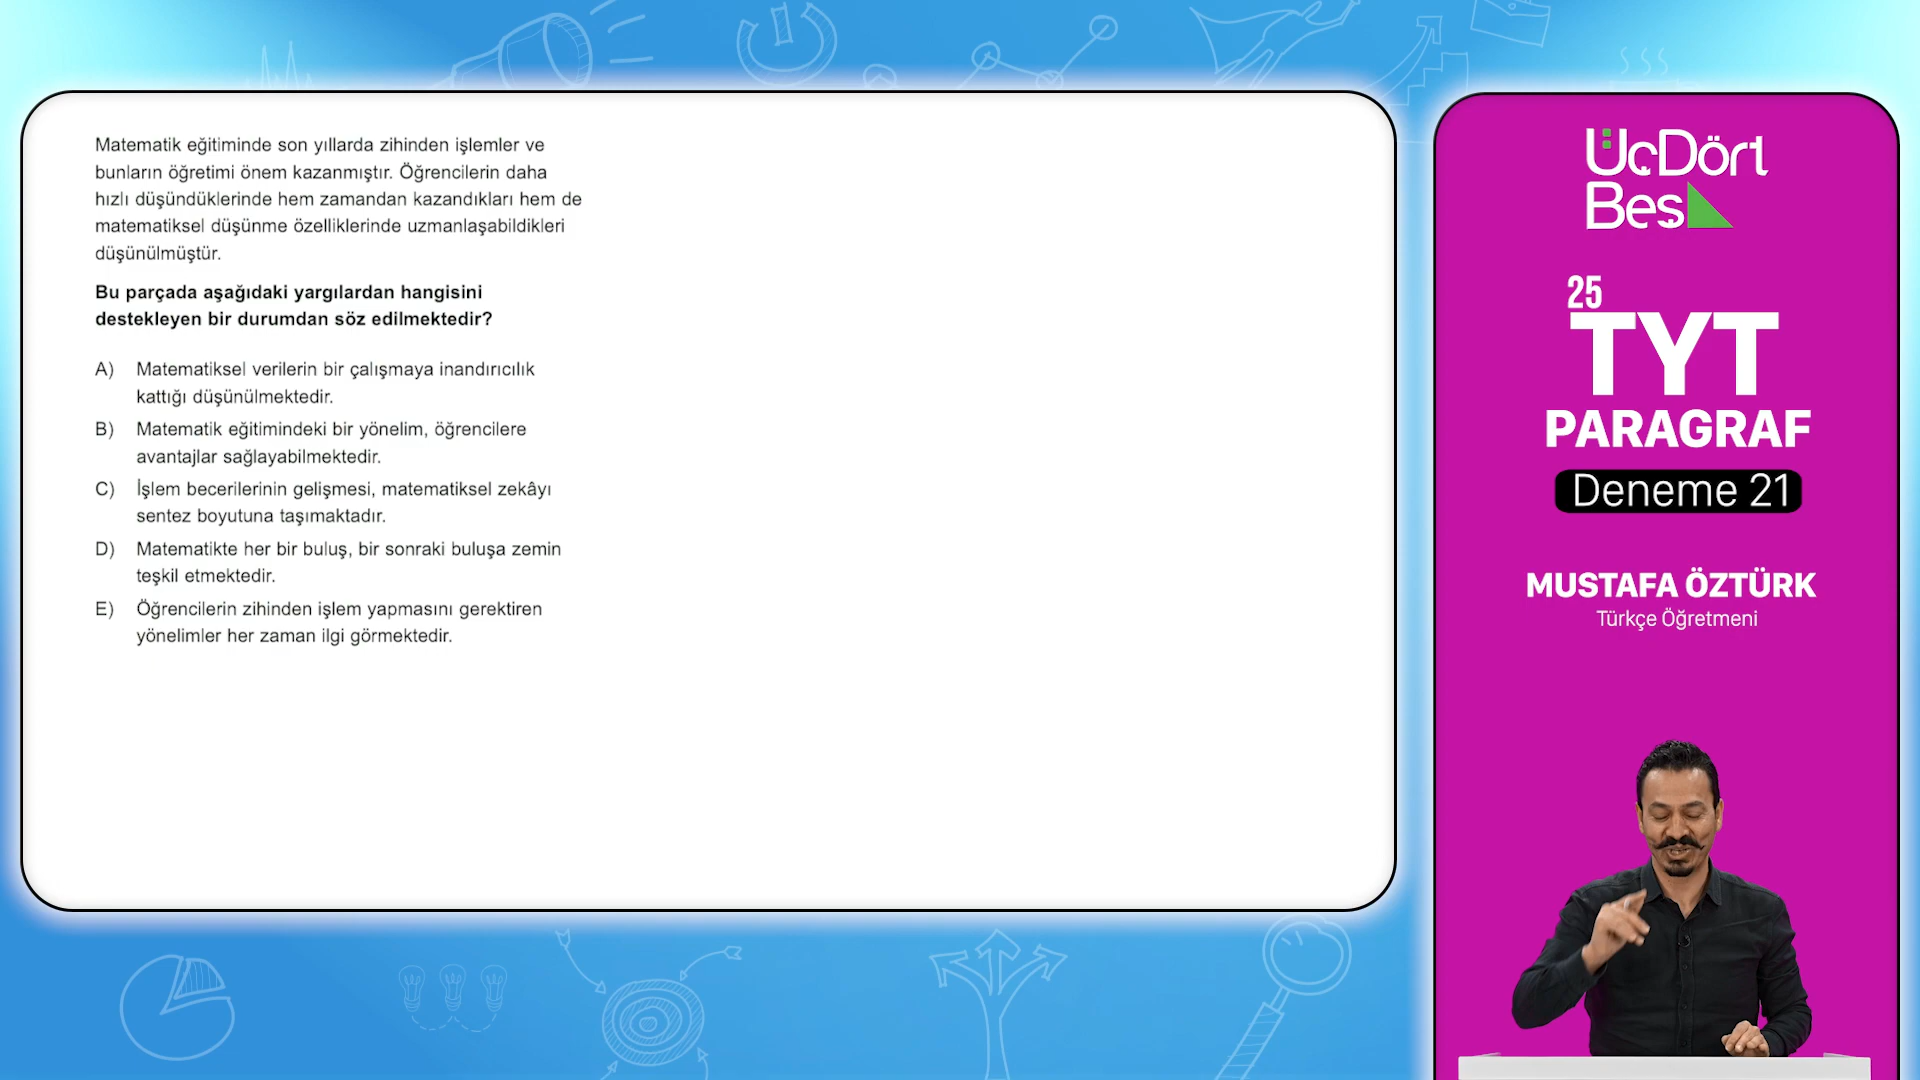 Matematik eğitiminde son yıllarda zihinden işlemler ve
bunların öğretimi önem kazanmıştır. Öğrencilerin daha
hızlı düşündüklerinde hem zamandan kazandıkları hem de
matematiksel düşünme özelliklerinde uzmanlaşabildikleri
düşünülmüştür.
Bu parçada aşağıdaki yargılardan hangisini
destekleyen bir durumdan söz edilmektedir?
A) Matematiksel verilerin bir çalışmaya inandırıcılık
kattığı düşünülmektedir.
B) Matematik eğitimindeki bir yönelim, öğrencilere
avantajlar sağlayabilmektedir.
C) İşlem becerilerinin gelişmesi, matematiksel zekâyı
sentez boyutuna taşımaktadır.
D) Matematikte her bir buluş, bir sonraki buluşa zemin
teşkil etmektedir.
E) Öğrencilerin zihinden işlem yapmasını gerektiren
yönelimler her zaman ilgi görmektedir.
ÜçDört
Beş
25
TYT
PARAGRAF
Deneme 21
MUSTAFA ÖZTÜRK
Türkçe Öğretmeni